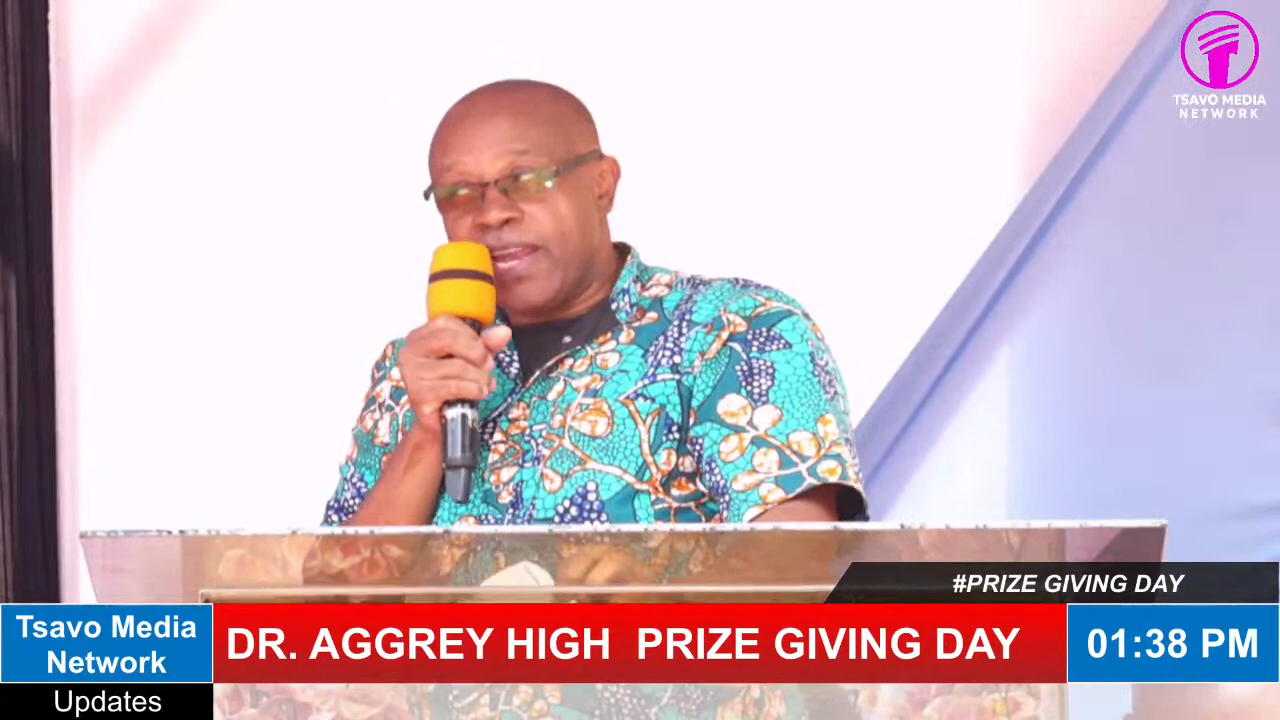 TSAVO MEDIA
NETWORK
#PRIZE GIVING DAY
Tsavo Media
Network
DR. AGGREY HIGH  PRIZE GIVING DAY
01:38 PM
Updates